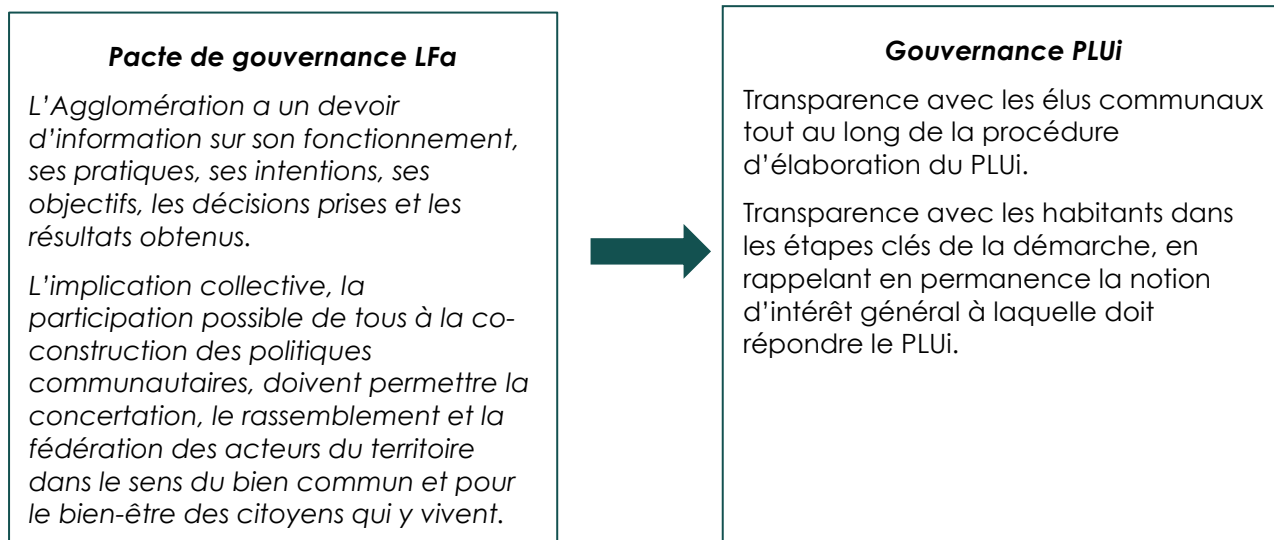 Pacte de gouvernance LFa
L’Agglomération a un devoir
d’information sur son fonctionnement,
ses pratiques, ses intentions, ses
objectifs, les décisions prises et les
résultats obtenus.
L’implication collective, la
participation possible de tous à la co-
construction des politiques
communautaires, doivent permettre la
concertation, le rassemblement et la
fédération des acteurs du territoire
dans le sens du bien commun et pour
le bien-être des citoyens qui y vivent.
Gouvernance PLUi
Transparence avec les élus communaux
tout au long de la procédure
d’élaboration du PLUi.
Transparence avec les habitants dans
les étapes clés de la démarche, en
rappelant en permanence la notion
d’intérêt général à laquelle doit
répondre le PLUi.